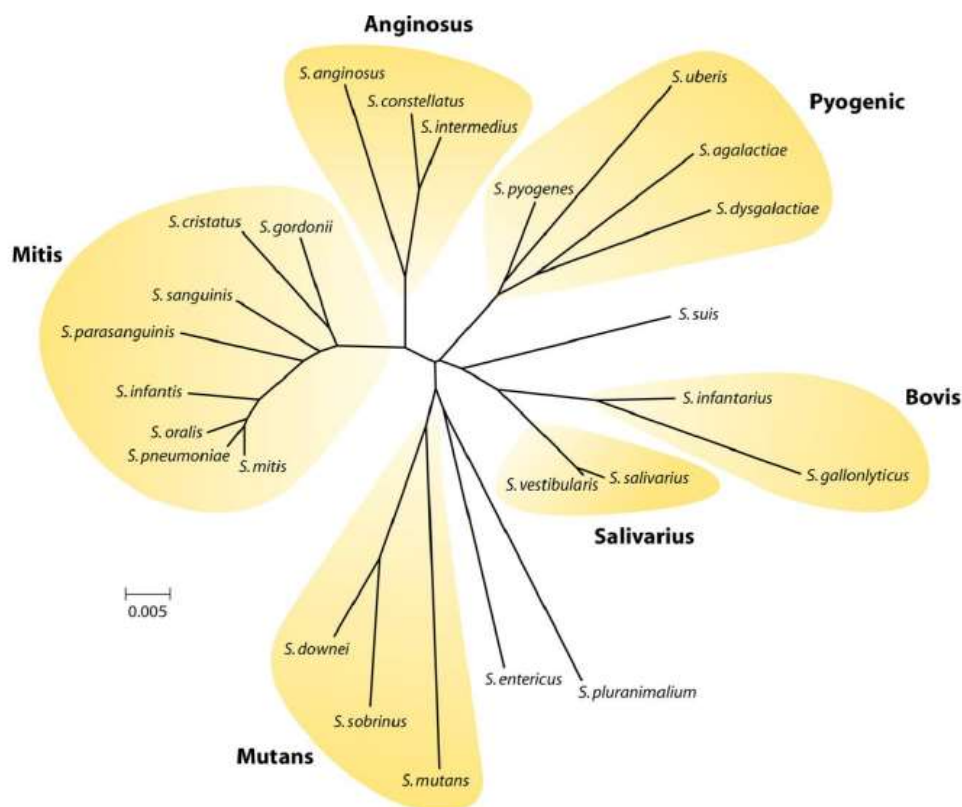 Anginosus
S. anginosus
S. constellatus
S. intermedius
S. uberis
Pyogenic
S. agalactiae
S. pyogenes
S. dysgalactiae
Mitis
S. cristatus
S. gordonii
S. sanguinis
S. parasanguinis
S. infantis
S. oralis
S. pneumoniae
S. mitis
S. suis
Bovis
S. infantarius
S. gallonlyticus
S. vestibularis
S. salivarius
Salivarius
0.005
S. downei
S. sobrinus
Mutans
S. mutans
S. entericus
S. pluranimalium